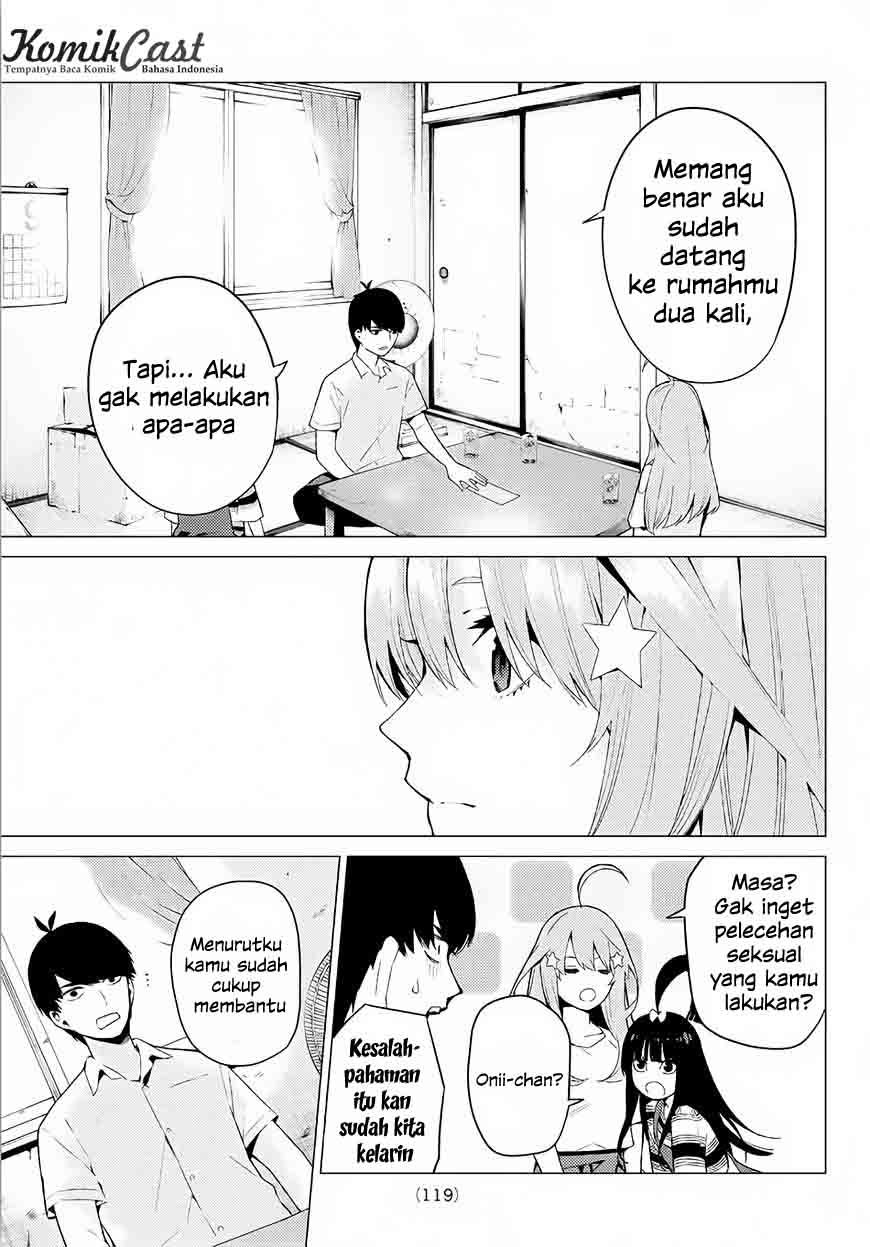 KomikCast
Tempatnya Baca Komik Bahasa Indonesia
Memang
benar aku
sudah
datang
ke rumahmu
dua kali,
Tapi... Aku
gak melakukan
apa-apa
Masa?
Gak inget
pelecehan
seksual
yang kamu
lakukan?
Onii-chan?
Kesalah-
pahaman
itu kan
sudah kita
kelarin
Menurutku
kamu sudah
cukup
membantu
(119)